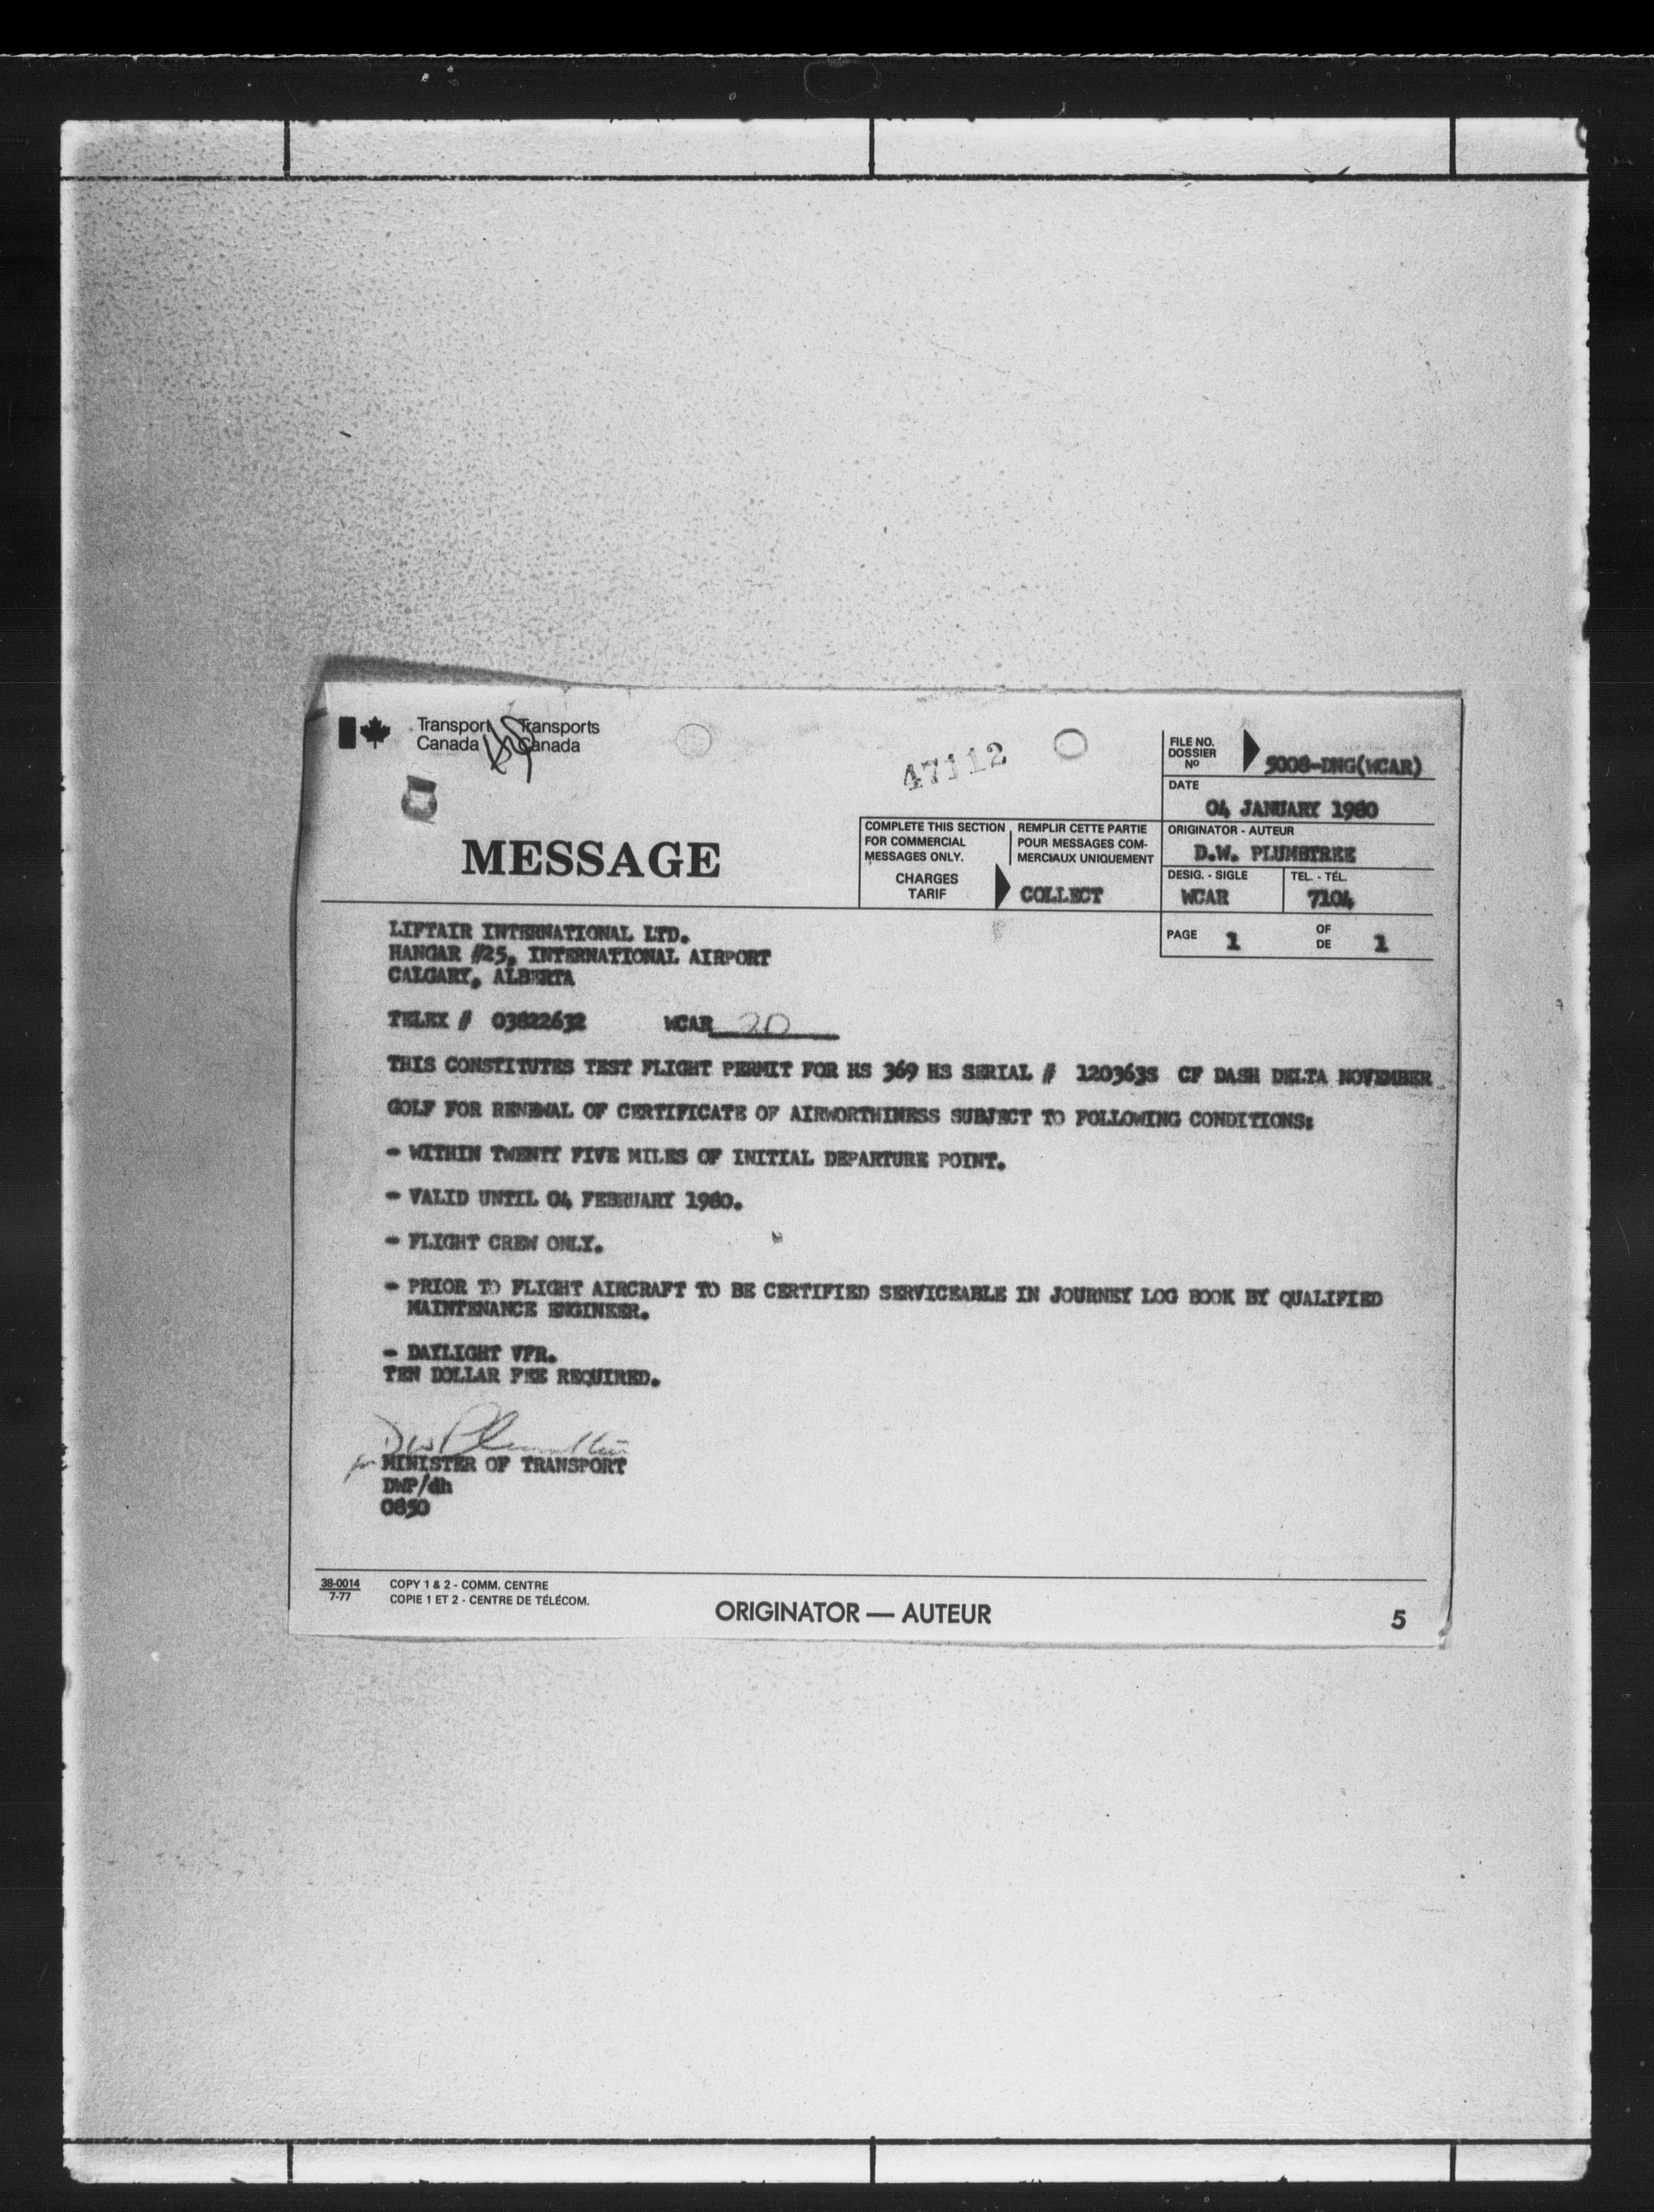 Transport Transports
Canada Canada
47112
FILE NO.
DOSSIER
Nº
5008-DNG(WCAR)
DATE
04 JANUARY 1980
MESSAGE
COMPLETE THIS SECTION
FOR COMMERCIAL
MESSAGES ONLY.
REMPLIR CETTE PARTIE
POUR MESSAGES COM-
MERCIAUX UNIQUEMENT
CHARGES
TARIF
COLLECT
ORIGINATOR - AUTEUR
D.W. PLUMSTREE
DESIG. - SIGLE
WCAR
TEL. - TÉL.
7104
PAGE 1 OF
DE 1
LIFTAIR INTERNATIONAL LTD.
HANGAR #25, INTERNATIONAL AIRPORT
CALGARY, ALBERTA
TELEX # 03822632 WCAR 20
THIS CONSTITUTES TEST FLIGHT PERMIT FOR HS 369 HS SERIAL # 120363S CF DASH DELTA NOVEMBER
GOLF FOR RENEWAL OF CERTIFICATE OF AIRWORTHINESS SUBJECT TO FOLLOWING CONDITIONS:
- WITHIN TWENTY FIVE MILES OF INITIAL DEPARTURE POINT.
- VALID UNTIL 04 FEBRUARY 1980.
- FLIGHT CREW ONLY.
- PRIOR TO FLIGHT AIRCRAFT TO BE CERTIFIED SERVICEABLE IN JOURNEY LOG BOOK BY QUALIFIED
MAINTENANCE ENGINEER.
- DAYLIGHT VFR.
TEN DOLLAR FEE REQUIRED.
MINISTER OF TRANSPORT
DWP/dh
0850
38-0014
7-77
COPY 1 & 2 - COMM. CENTRE
COPIE 1 ET 2 - CENTRE DE TÉLÉCOM.
ORIGINATOR — AUTEUR
5